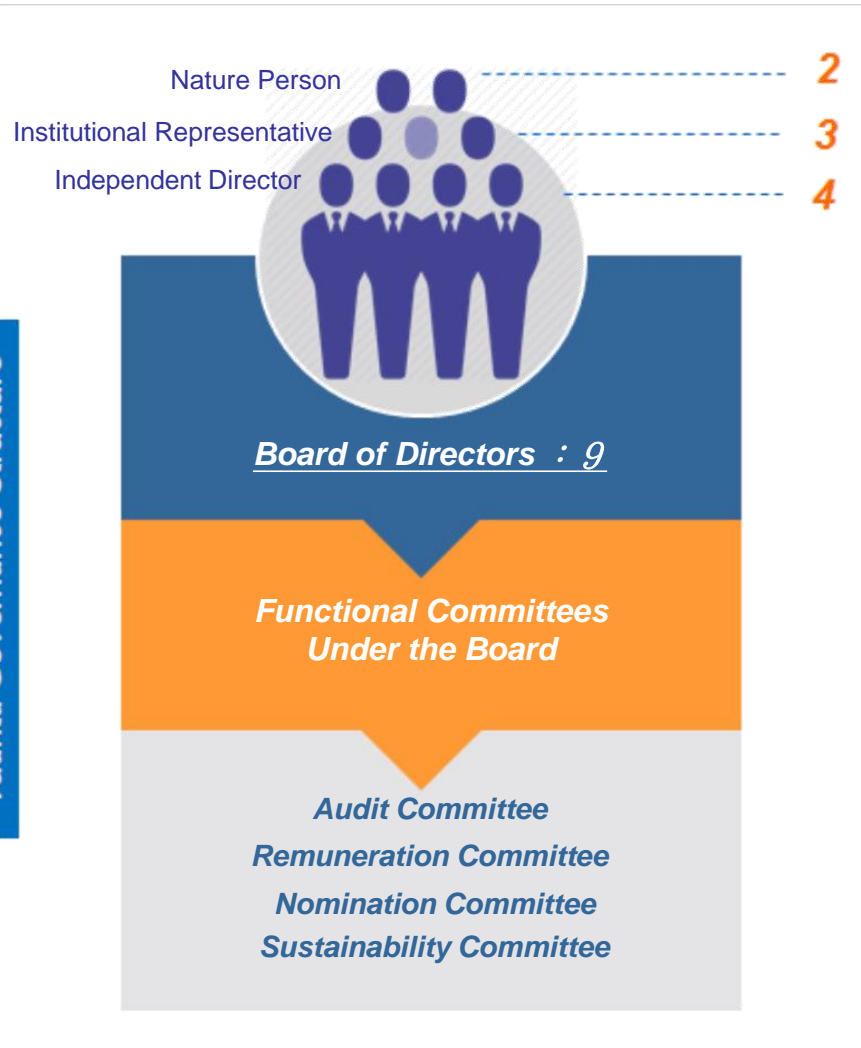 Nature Person
2
Institutional Representative
3
Independent Director
4
Board of Directors ：9
Functional Committees
Under the Board
Audit Committee
Remuneration Committee
Nomination Committee
Sustainability Committee